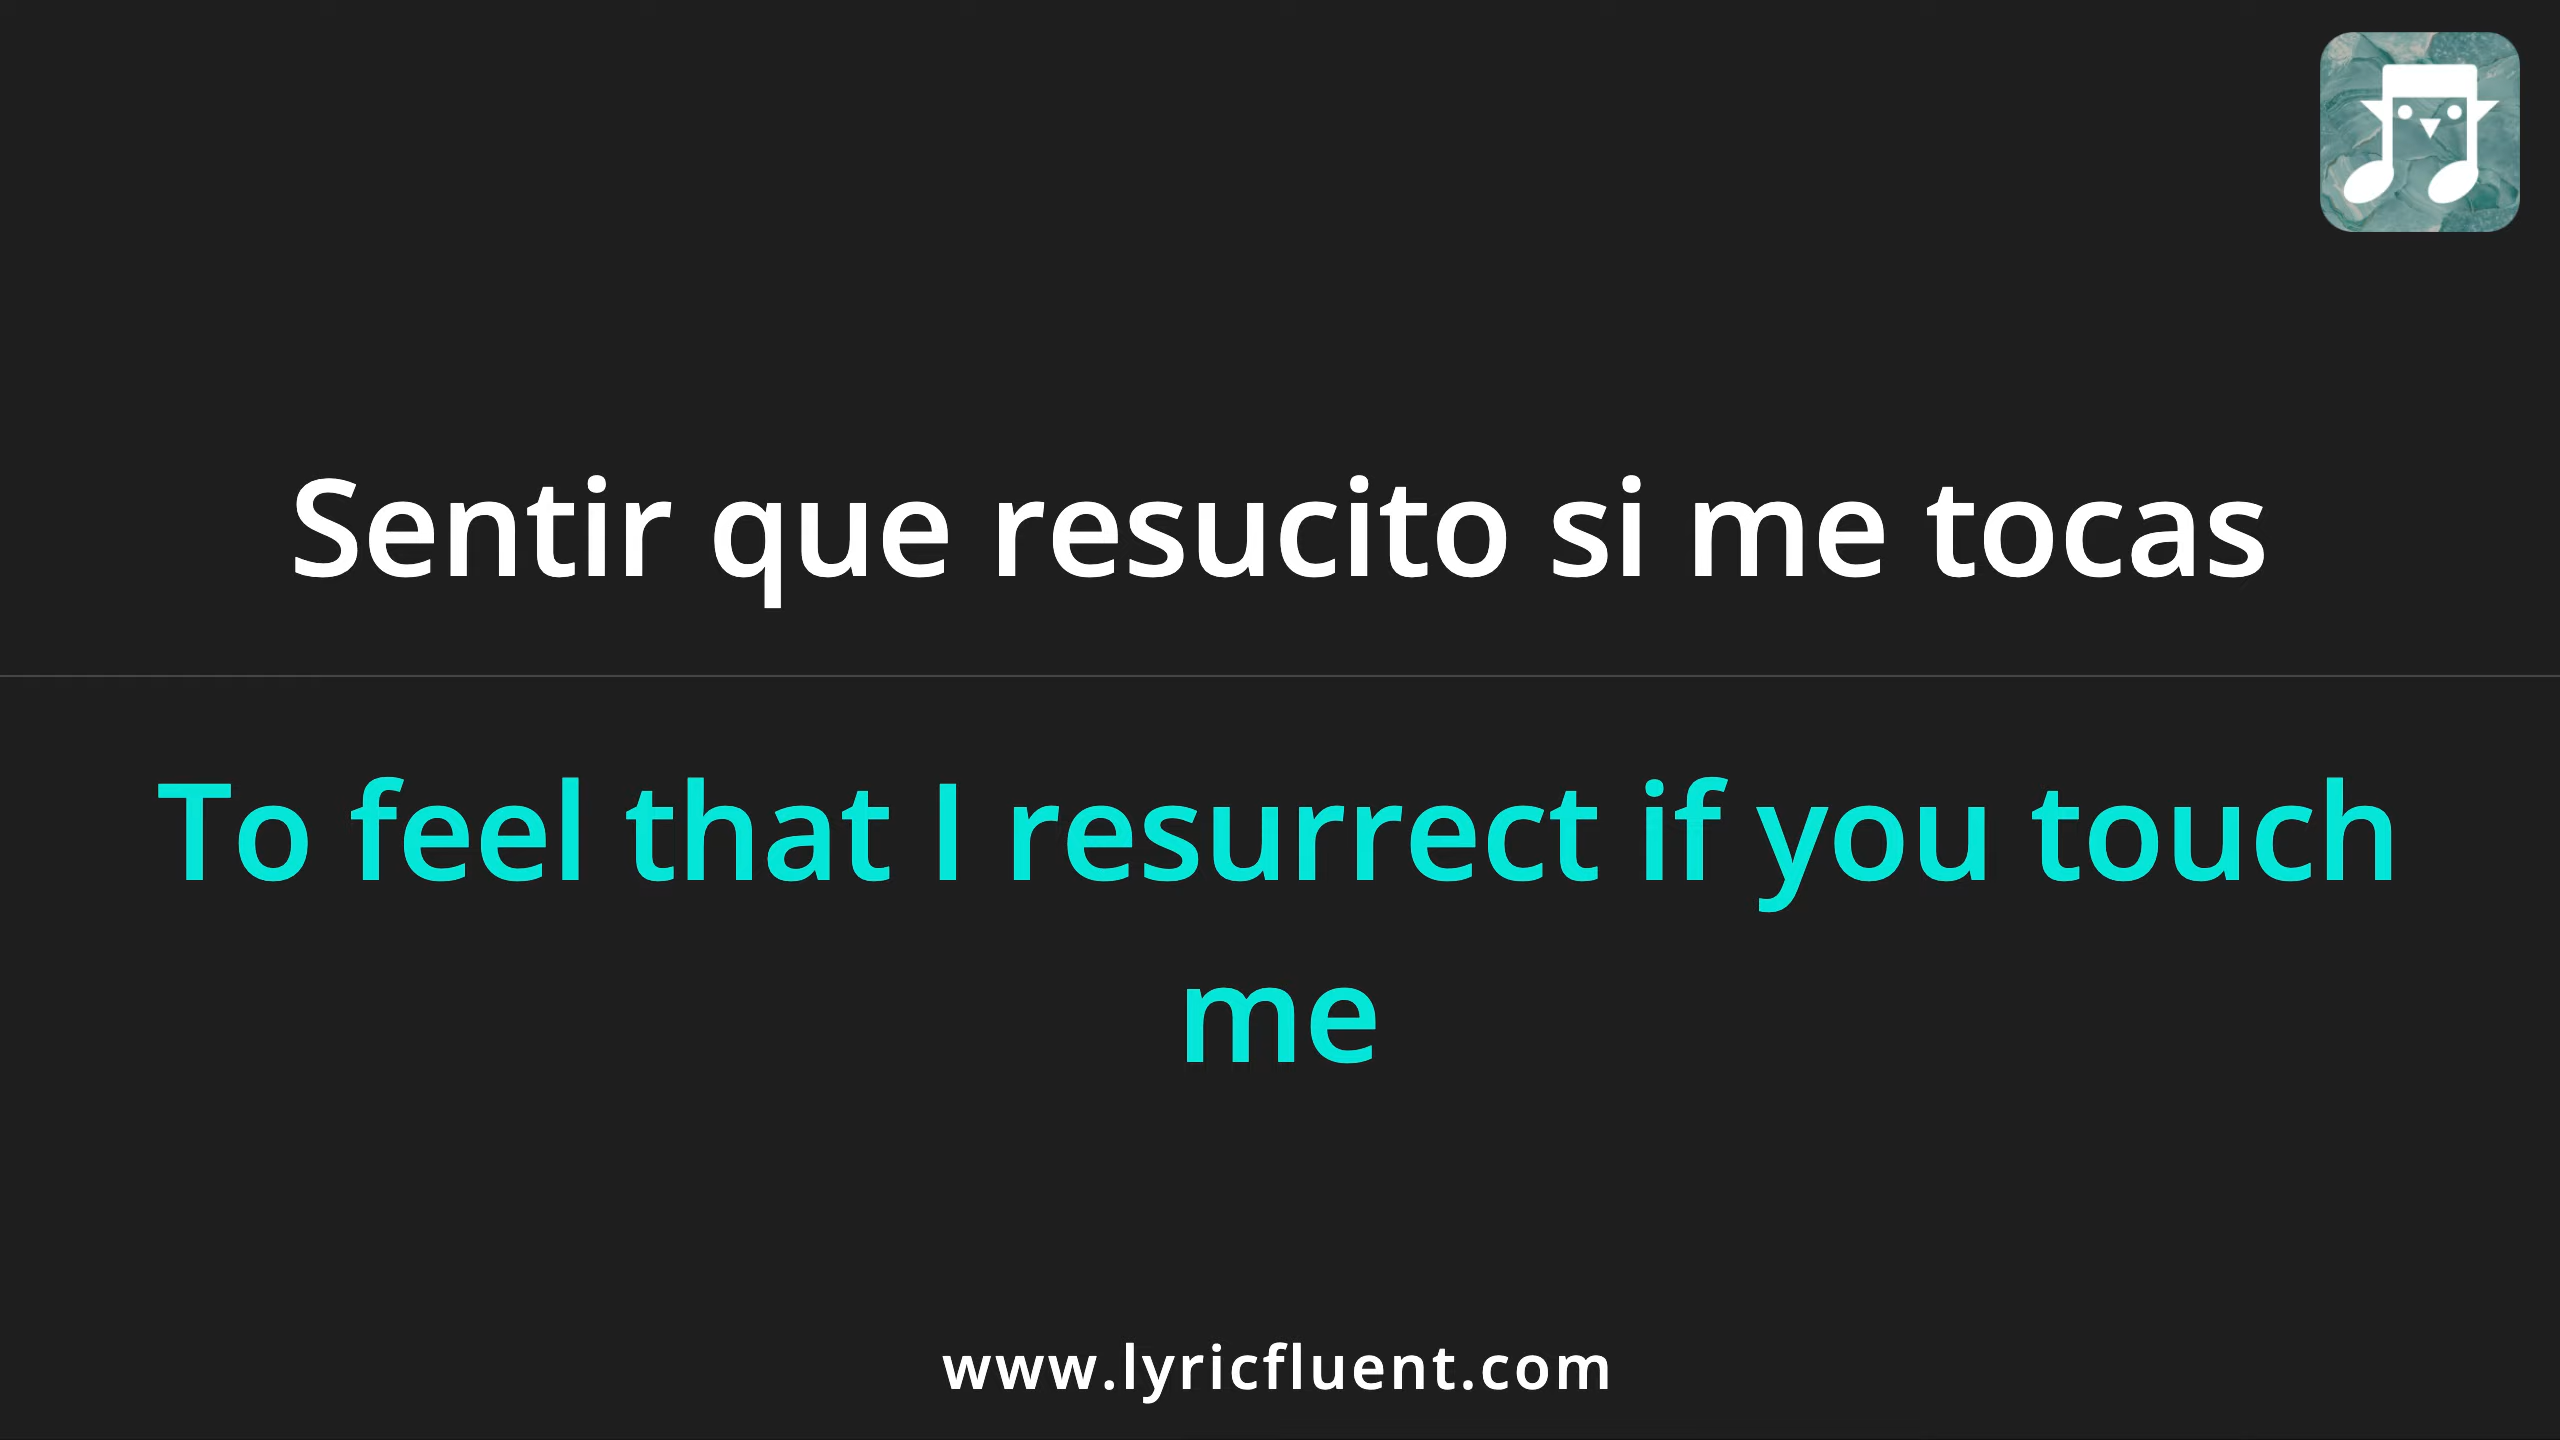 Sentir que resucito si me tocas
To feel that I resurrect if you touch
me
www.lyricfluent.com